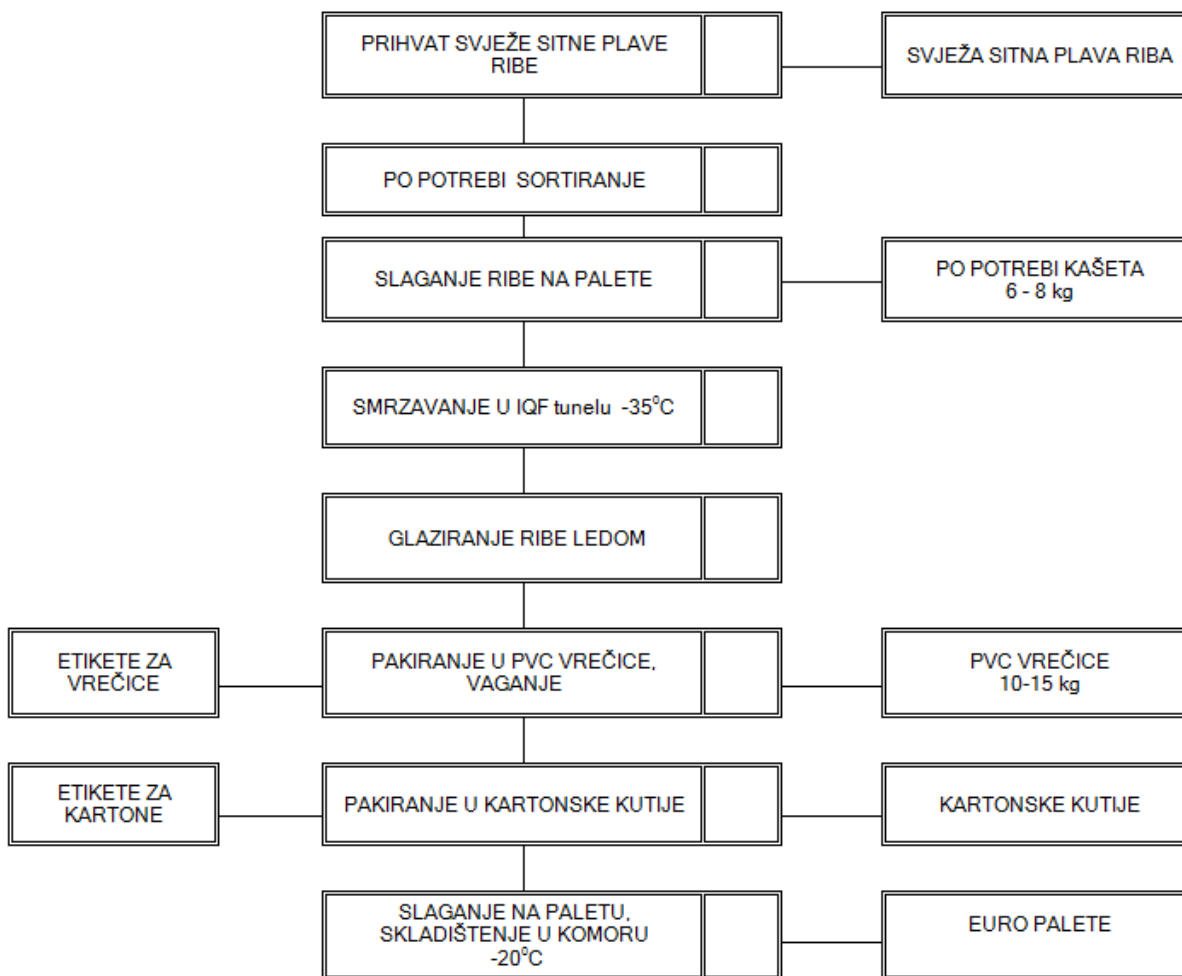 PRIHVAT SVJEŽE SITNE PLAVE
RIBE
SVJEŽA SITNA PLAVA RIBA
PO POTREBI SORTIRANJE
SLAGANJE RIBE NA PALETE
PO POTREBI KAŠETA
6 - 8 kg
SMRZAVANJE U IQF tunelu -35⁰C
GLAZIRANJE RIBE LEDOM
ETIKETE ZA
VREČICE
PAKIRANJE U PVC VREČICE,
VAGANJE
PVC VREČICE
10-15 kg
ETIKETE ZA
KARTONE
PAKIRANJE U KARTONSKE KUTIJE
KARTONSKE KUTIJE
SLAGANJE NA PALETU,
SKLADIŠTENJE U KOMORU
-20⁰C
EURO PALETE